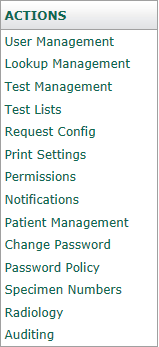 ACTIONS
User Management
Lookup Management
Test Management
Test Lists
Request Config
Print Settings
Permissions
Notifications
Patient Management
Change Password
Password Policy
Specimen Numbers
Radiology
Auditing